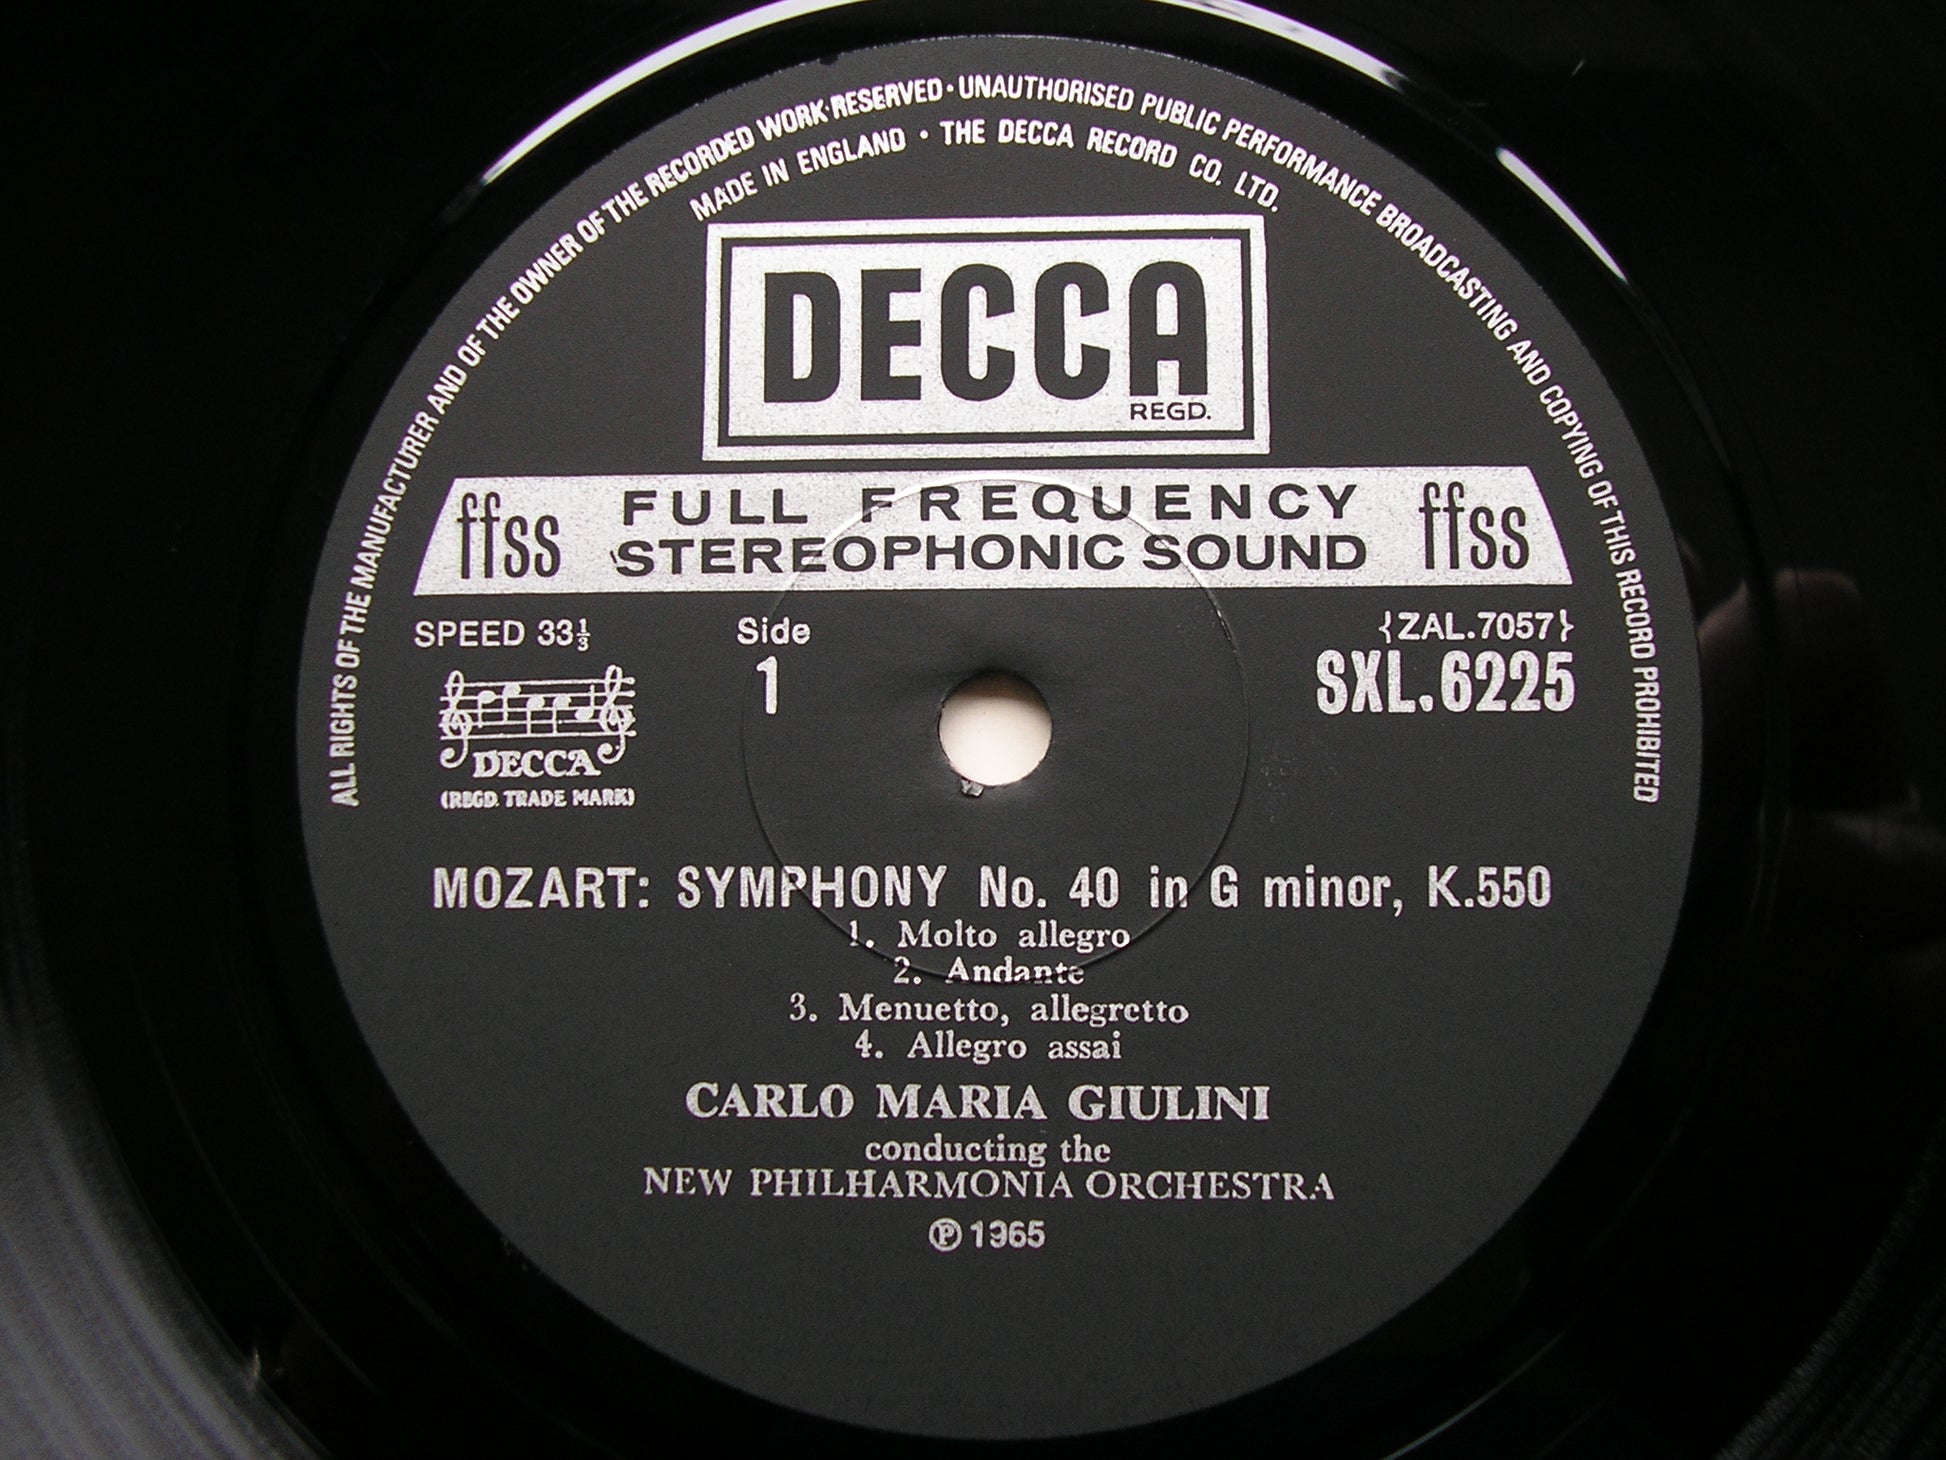 ALL RIGHTS OF THE MANUFACTURER AND OF THE OWNER OF THE RECORDED WORK RESERVED • UNAUTHORISED PUBLIC PERFORMANCE BROADCASTING AND COPYING OF THIS RECORD PROHIBITED
MADE IN ENGLAND • THE DECCA RECORD CO. LTD.
DECCA
REGD.
ffss FULL FREQUENCY ffss
STEREOPHONIC SOUND
SPEED 33⅓ Side {ZAL.7057}
1 SXL.6225
DECCA
(REGD. TRADE MARK)
MOZART: SYMPHONY No. 40 in G minor, K.550
1. Molto allegro
2. Andante
3. Menuetto, allegretto
4. Allegro assai
CARLO MARIA GIULINI
conducting the
NEW PHILHARMONIA ORCHESTRA
℗ 1965